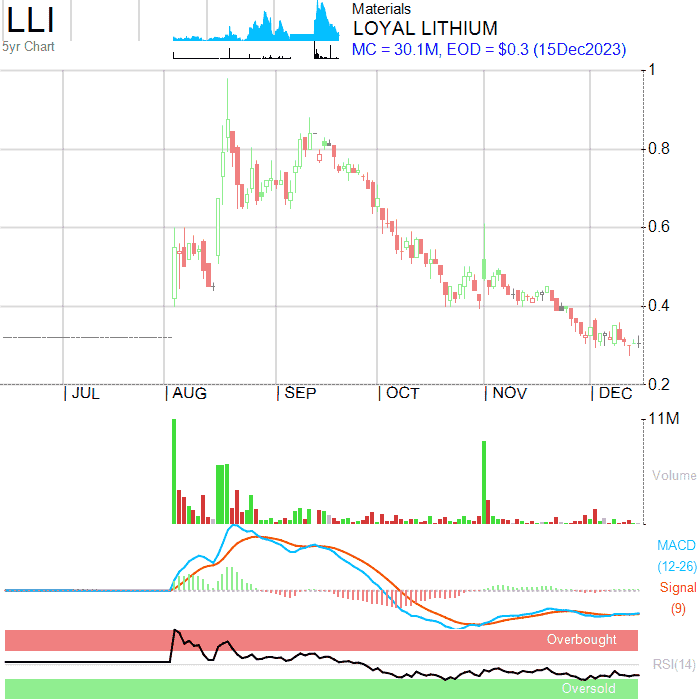 LLI
5yr Chart
Materials
LOYAL LITHIUM
MC = 30.1M, EOD = $0.3 (15Dec2023)
1
0.8
0.6
0.4
0.2
JUL
AUG
SEP
OCT
NOV
DEC
11M
Volume
MACD
(12-26)
Signal
(9)
Overbought
RSI(14)
Oversold